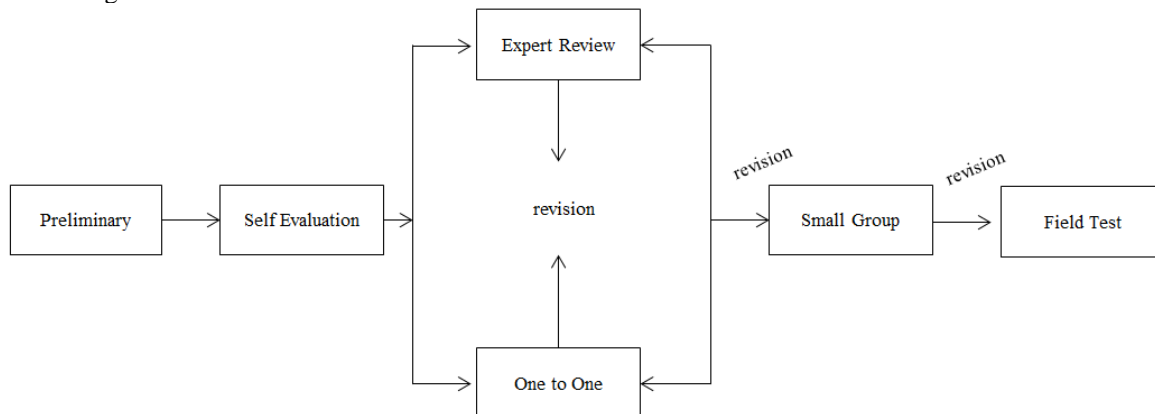 Expert Review
revision
revision
Preliminary
Self Evaluation
revision
Small Group
Field Test
One to One